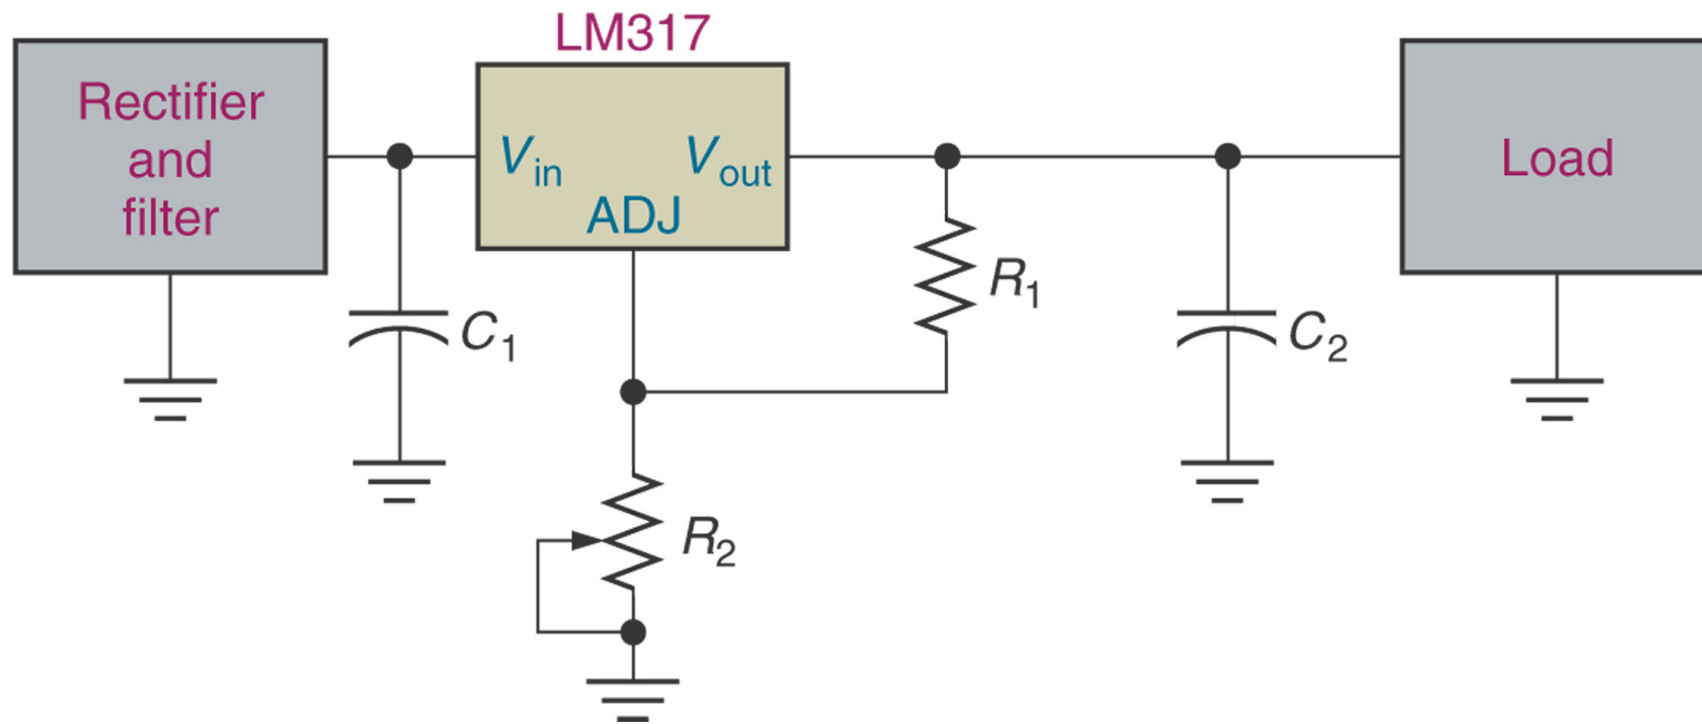 LM317
Rectifier
and
filter
V_in
V_out
ADJ
Load
R_1
C_1
C_2
R_2